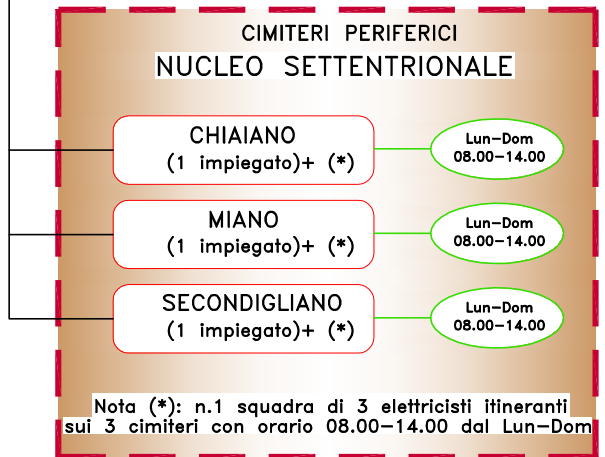 CIMITERI PERIFERICI
NUCLEO SETTENTRIONALE
CHIAIANO
(1 impiegato)+ (*)
Lun-Dom
08.00-14.00
MIANO
(1 impiegato)+ (*)
Lun-Dom
08.00-14.00
SECONDIGLIANO
(1 impiegato)+ (*)
Lun-Dom
08.00-14.00
Nota (*): n.1 squadra di 3 elettricisti itineranti
sui 3 cimiteri con orario 08.00-14.00 dal Lun-Dom